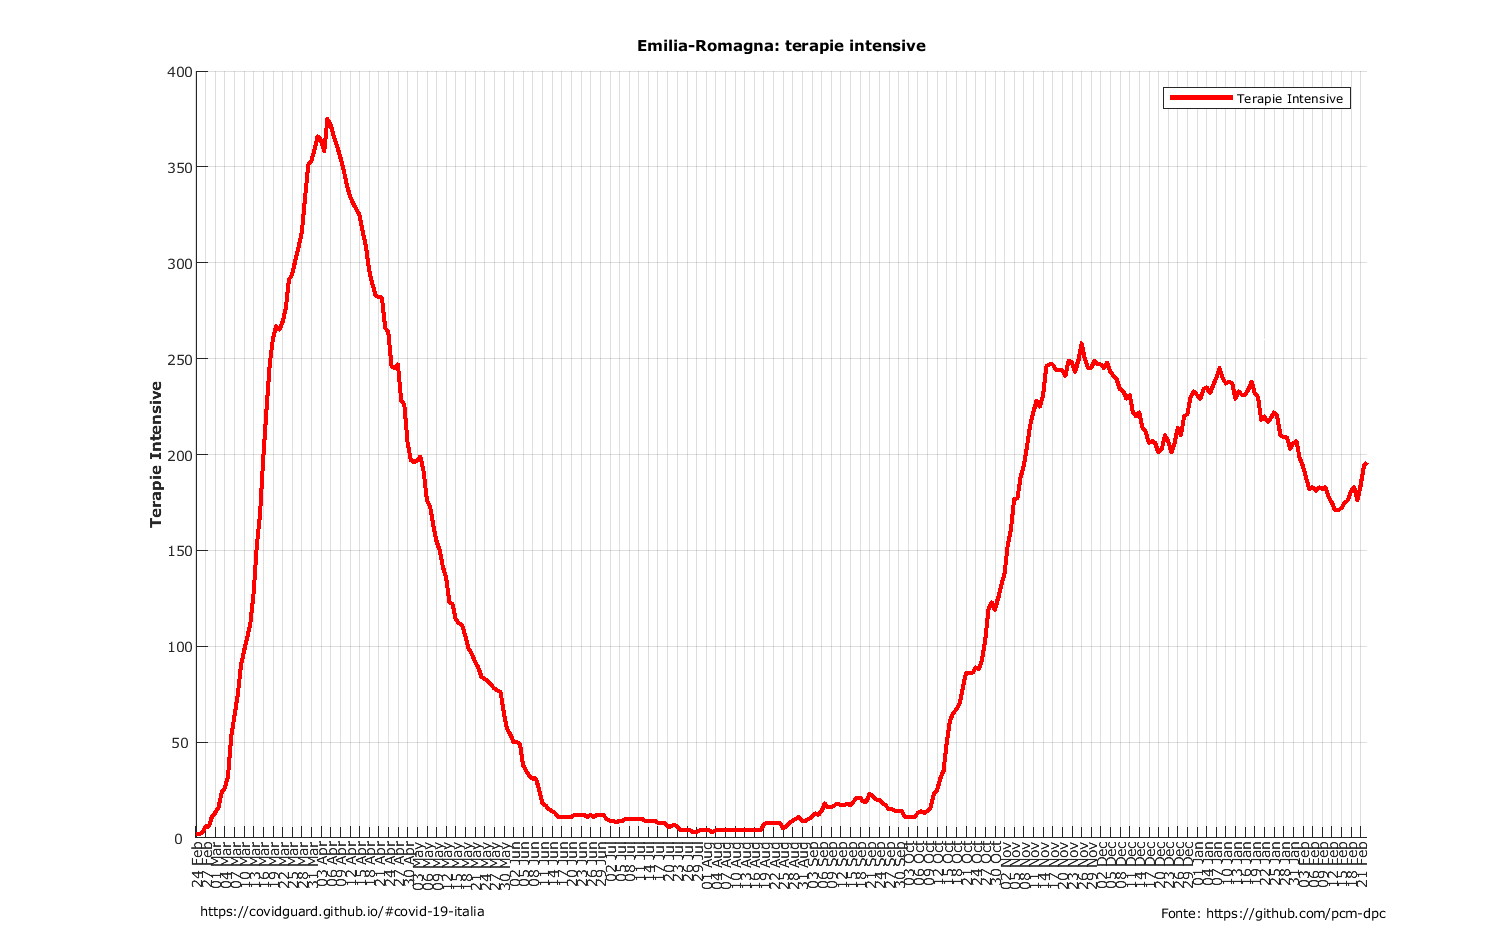 Emilia-Romagna: terapie intensive
Terapie Intensive
Terapie Intensive
400
350
300
250
200
150
100
50
0
24 Feb
27 Feb
01 Mar
04 Mar
07 Mar
10 Mar
13 Mar
16 Mar
19 Mar
22 Mar
25 Mar
28 Mar
31 Mar
03 Apr
06 Apr
09 Apr
12 Apr
15 Apr
18 Apr
21 Apr
24 Apr
27 Apr
30 Apr
03 May
06 May
09 May
12 May
15 May
18 May
21 May
24 May
27 May
30 May
02 Jun
05 Jun
08 Jun
11 Jun
14 Jun
17 Jun
20 Jun
23 Jun
26 Jun
29 Jun
02 Jul
05 Jul
08 Jul
11 Jul
14 Jul
17 Jul
20 Jul
23 Jul
26 Jul
29 Jul
01 Aug
04 Aug
07 Aug
10 Aug
13 Aug
16 Aug
19 Aug
22 Aug
25 Aug
28 Aug
31 Aug
03 Sep
06 Sep
09 Sep
12 Sep
15 Sep
18 Sep
21 Sep
24 Sep
27 Sep
30 Sep
03 Oct
06 Oct
09 Oct
12 Oct
15 Oct
18 Oct
21 Oct
24 Oct
27 Oct
30 Oct
02 Nov
05 Nov
08 Nov
11 Nov
14 Nov
17 Nov
20 Nov
23 Nov
26 Nov
29 Nov
02 Dec
05 Dec
08 Dec
11 Dec
14 Dec
17 Dec
20 Dec
23 Dec
26 Dec
29 Dec
01 Jan
04 Jan
07 Jan
10 Jan
13 Jan
16 Jan
19 Jan
22 Jan
25 Jan
28 Jan
31 Jan
03 Feb
06 Feb
09 Feb
12 Feb
15 Feb
18 Feb
21 Feb
https://covidguard.github.io/#covid-19-italia
Fonte: https://github.com/pcm-dpc